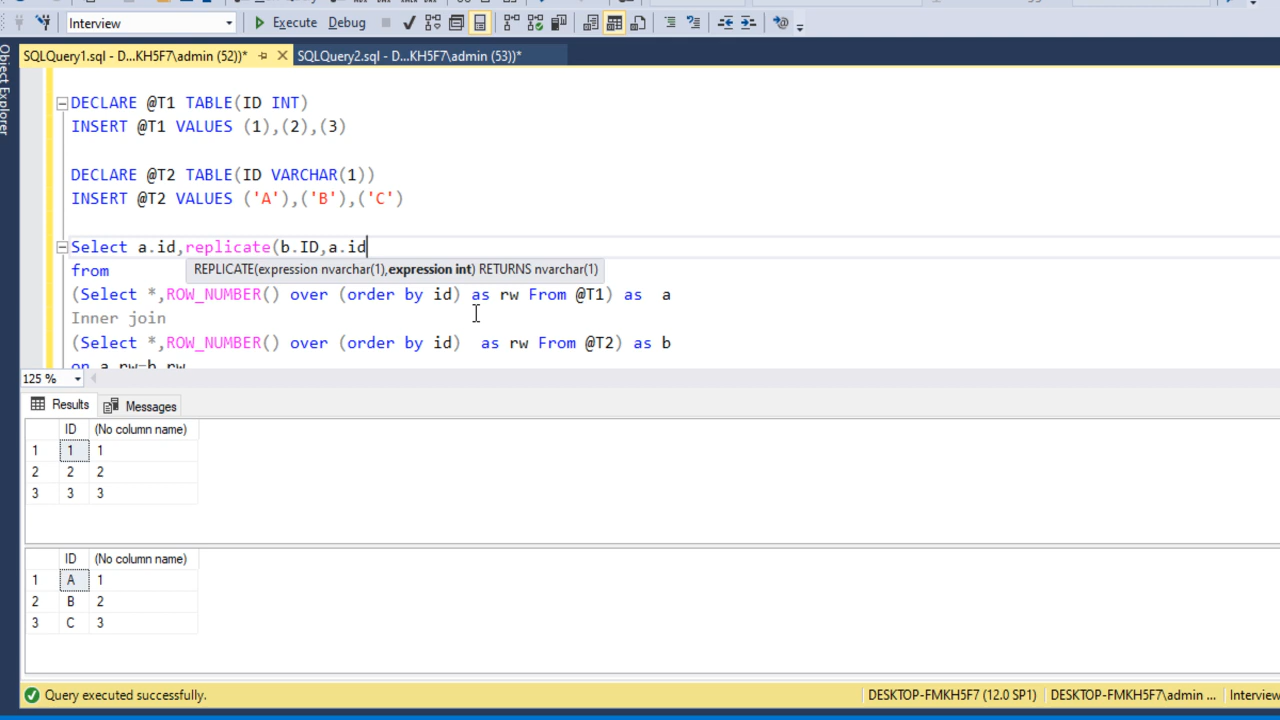 Interview
Execute
Debug
SQLQuery1.sql - D...KH5F7\admin (52))*
SQLQuery2.sql - D...KH5F7\admin (53))*
Object Explorer
DECLARE @T1 TABLE(ID INT)
INSERT @T1 VALUES (1),(2),(3)
DECLARE @T2 TABLE(ID VARCHAR(1))
INSERT @T2 VALUES ('A'),('B'),('C')
Select a.id,replicate(b.ID,a.id
REPLICATE(expression nvarchar(1),expression int) RETURNS nvarchar(1)
from
(Select *,ROW_NUMBER() over (order by id) as rw From @T1) as  a
Inner join
(Select *,ROW_NUMBER() over (order by id)  as rw From @T2) as b
on a.rw=b.rw
125 %
Results
Messages
ID (No column name)
1 1 1
2 2 2
3 3 3
ID (No column name)
1 A 1
2 B 2
3 C 3
Query executed successfully.
DESKTOP-FMKH5F7 (12.0 SP1)
DESKTOP-FMKH5F7\admin ...
Interview